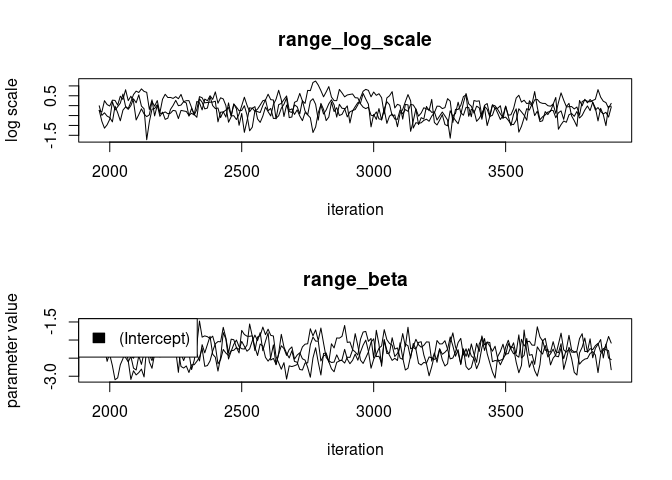 range_log_scale
log scale
0.5
-1.5
2000 2500 3000 3500
iteration
range_beta
parameter value
-1.5
-3.0
(Intercept)
2000 2500 3000 3500
iteration